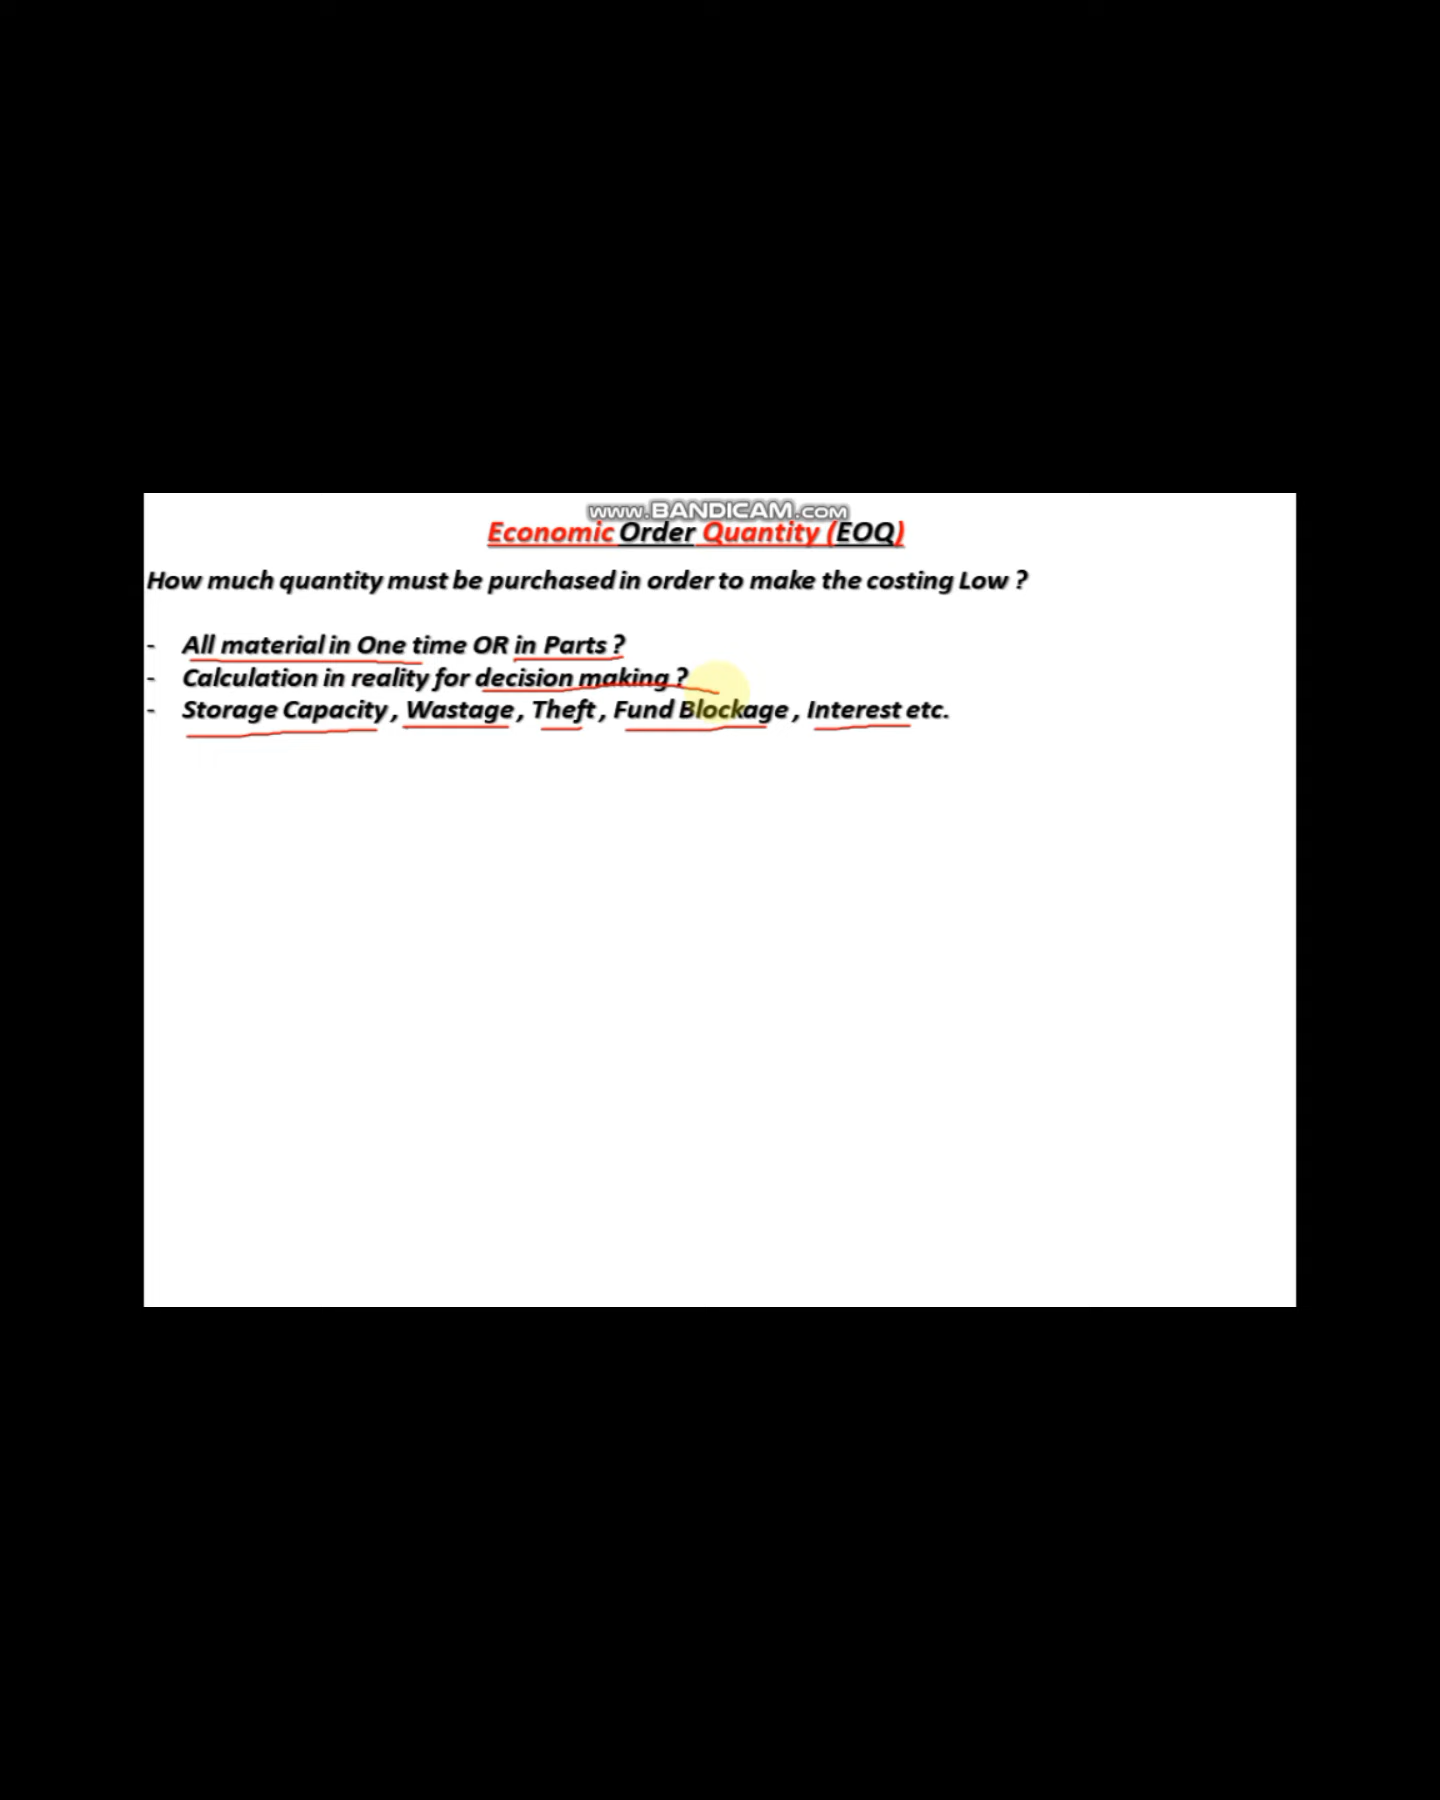 www.BANDICAM.com
Economic Order Quantity (EOQ)
How much quantity must be purchased in order to make the costing Low ?
- All material in One time OR in Parts ?
- Calculation in reality for decision making ?
- Storage Capacity , Wastage , Theft , Fund Blockage , Interest etc.